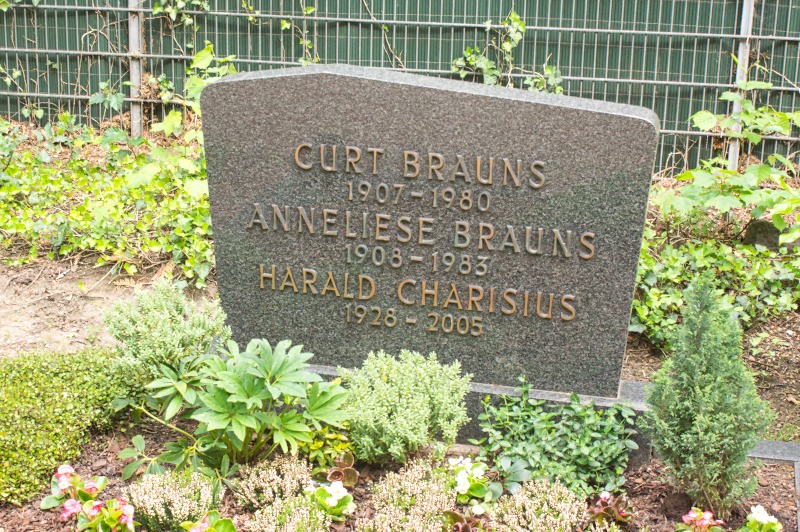 CURT BRAUNS
1907-1980
ANNELIESE BRAUNS
1908-1983
HARALD CHARISIUS
1928-2005